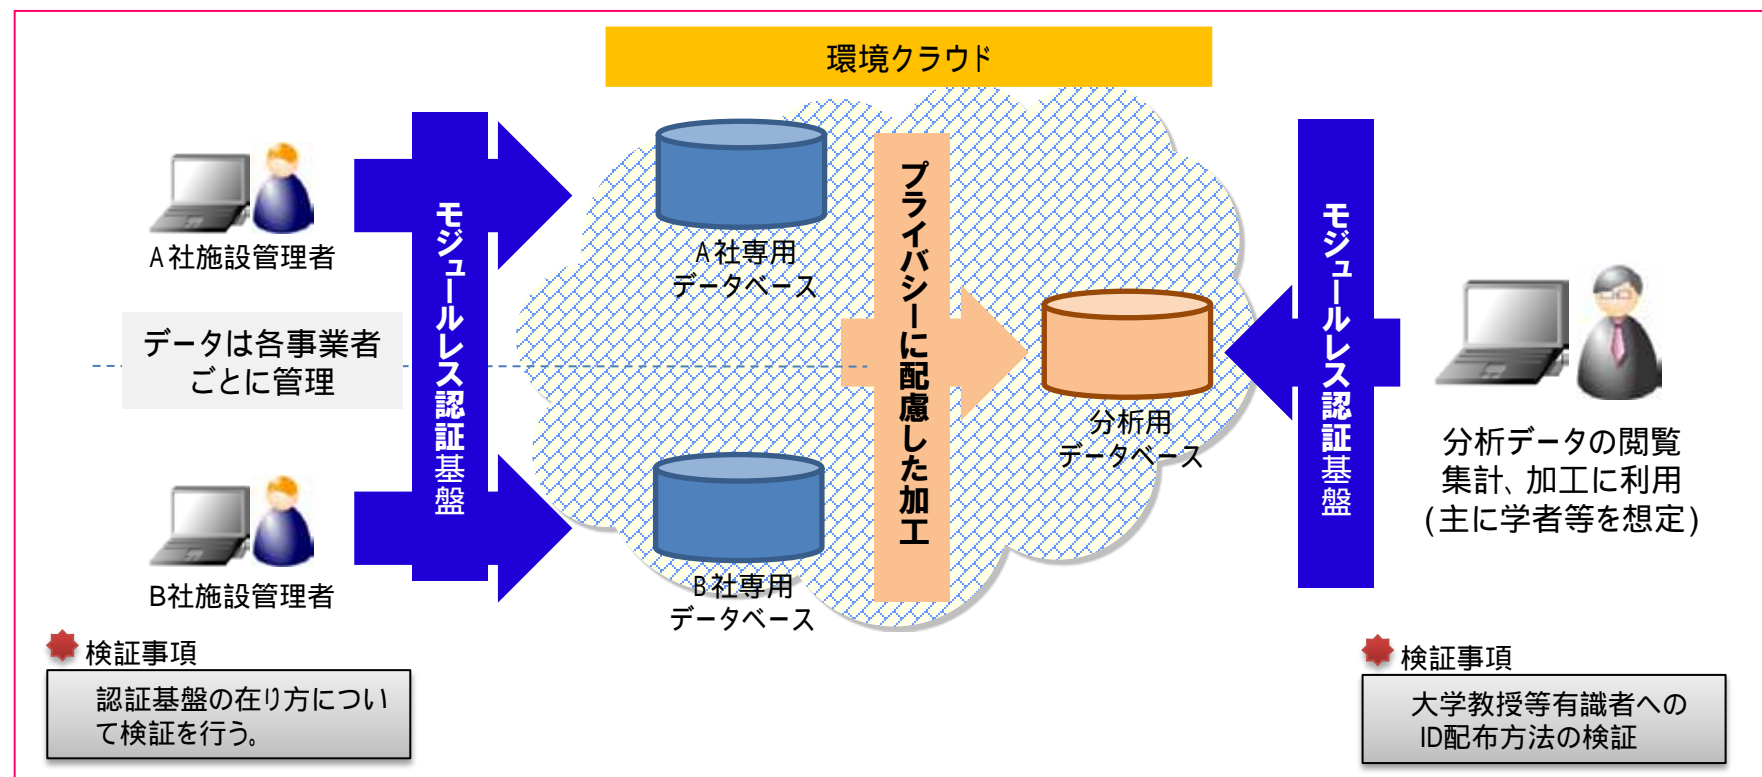 環境クラウド
A社施設管理者
データは各事業者
ごとに管理
B社施設管理者
モジュールレス認証基盤
A社専用
データベース
B社専用
データベース
プライバシーに配慮した加工
分析用
データベース
モジュールレス認証基盤
分析データの閲覧
集計、加工に利用
(主に学者等を想定)
検証事項
認証基盤の在り方につい
て検証を行う。
検証事項
大学教授等有識者への
ID配布方法の検証